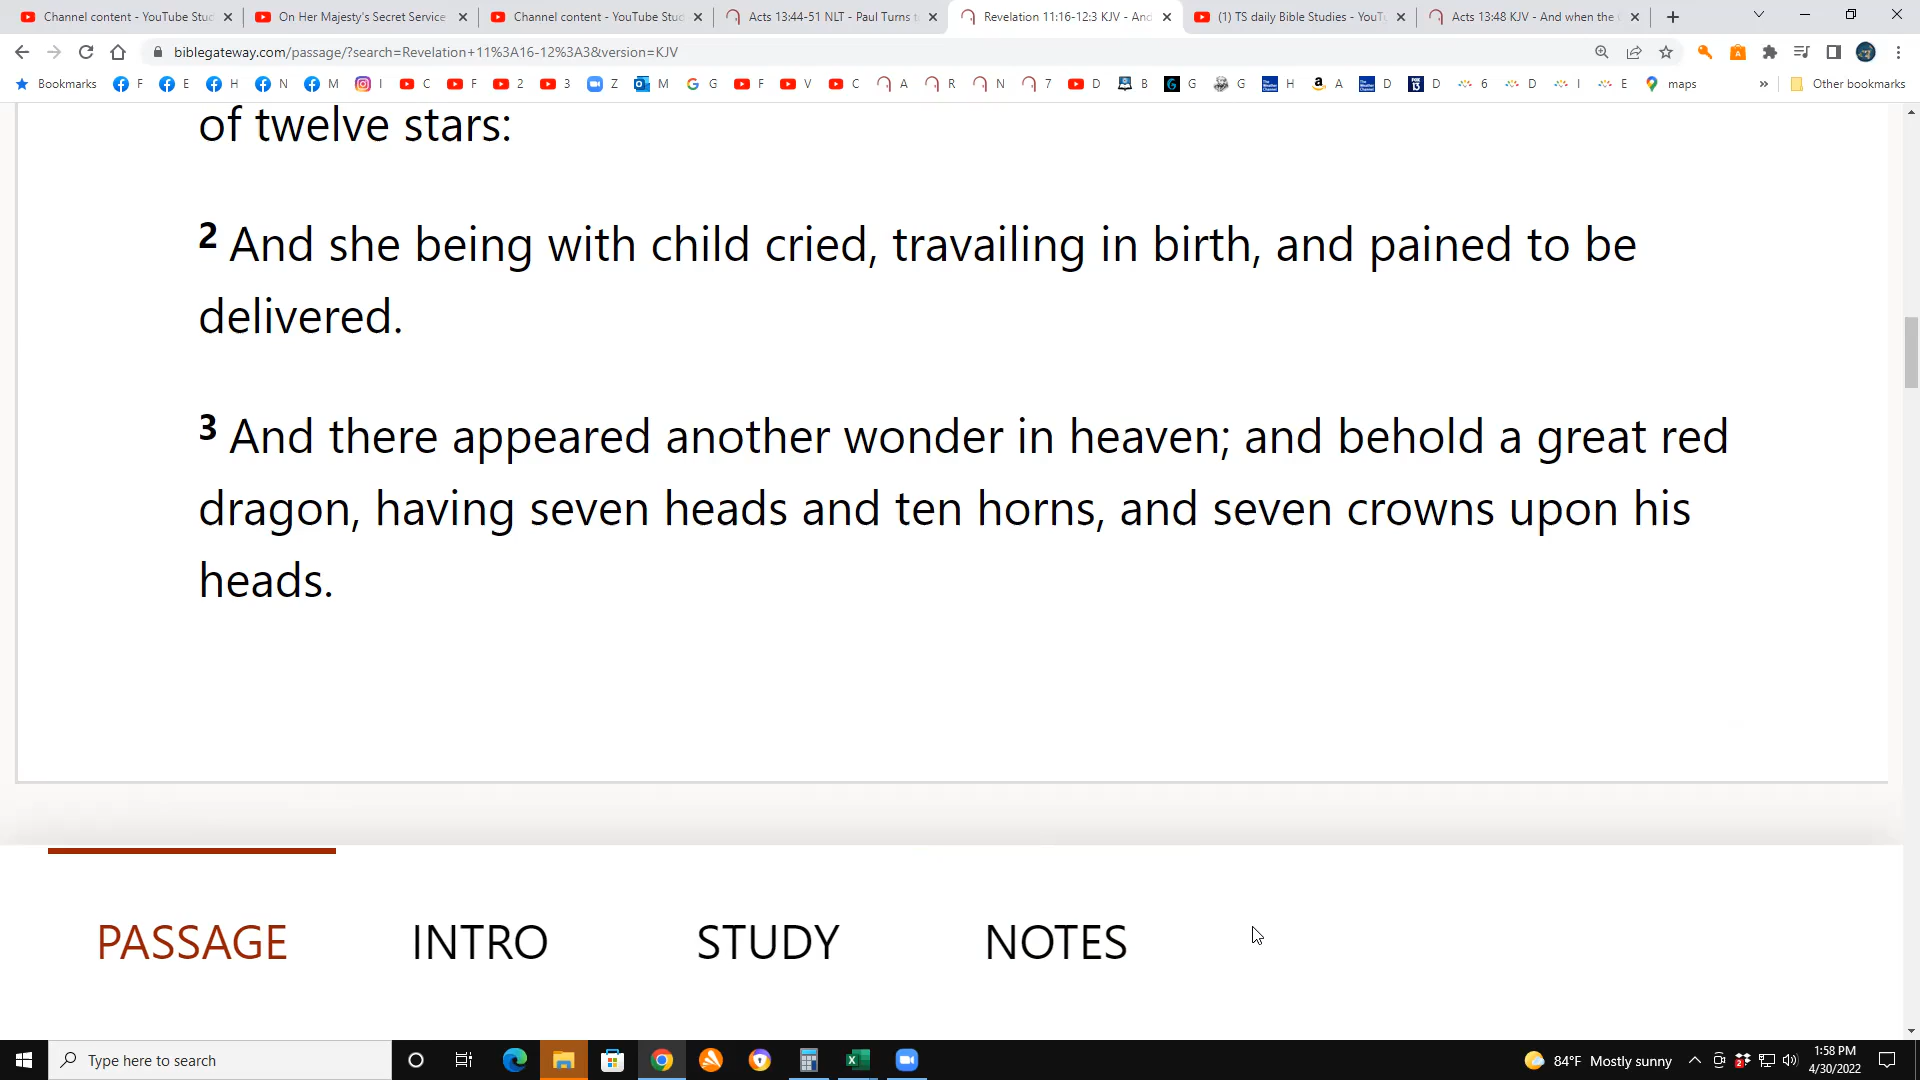 Channel content - YouTube Stud
On Her Majesty's Secret Service
Channel content - YouTube Stud
Acts 13:44-51 NLT - Paul Turns t
Revelation 11:16-12:3 KJV - And
(1) TS daily Bible Studies - YouTu
Acts 13:48 KJV - And when the
biblegateway.com/passage/?search=Revelation+11%3A16-12%3A3&version=KJV
Bookmarks F E H N M I C F 2 3 Z M G F V C A R N 7 D B G G H A D D 6 D I E maps » Other bookmarks
of twelve stars:
2 And she being with child cried, travailing in birth, and pained to be
delivered.
3 And there appeared another wonder in heaven; and behold a great red
dragon, having seven heads and ten horns, and seven crowns upon his
heads.
PASSAGE INTRO STUDY NOTES
Type here to search
84°F Mostly sunny
1:58 PM
4/30/2022